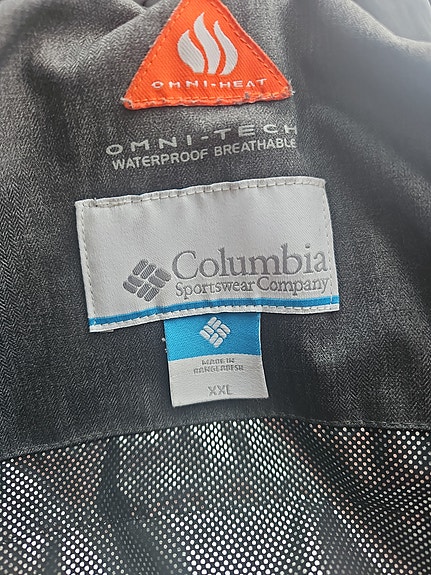 OMNI-HEAT
OMNI-TECH
WATERPROOF BREATHABLE
Columbia
Sportswear Company
MADE IN
BANGLADESH
XXL